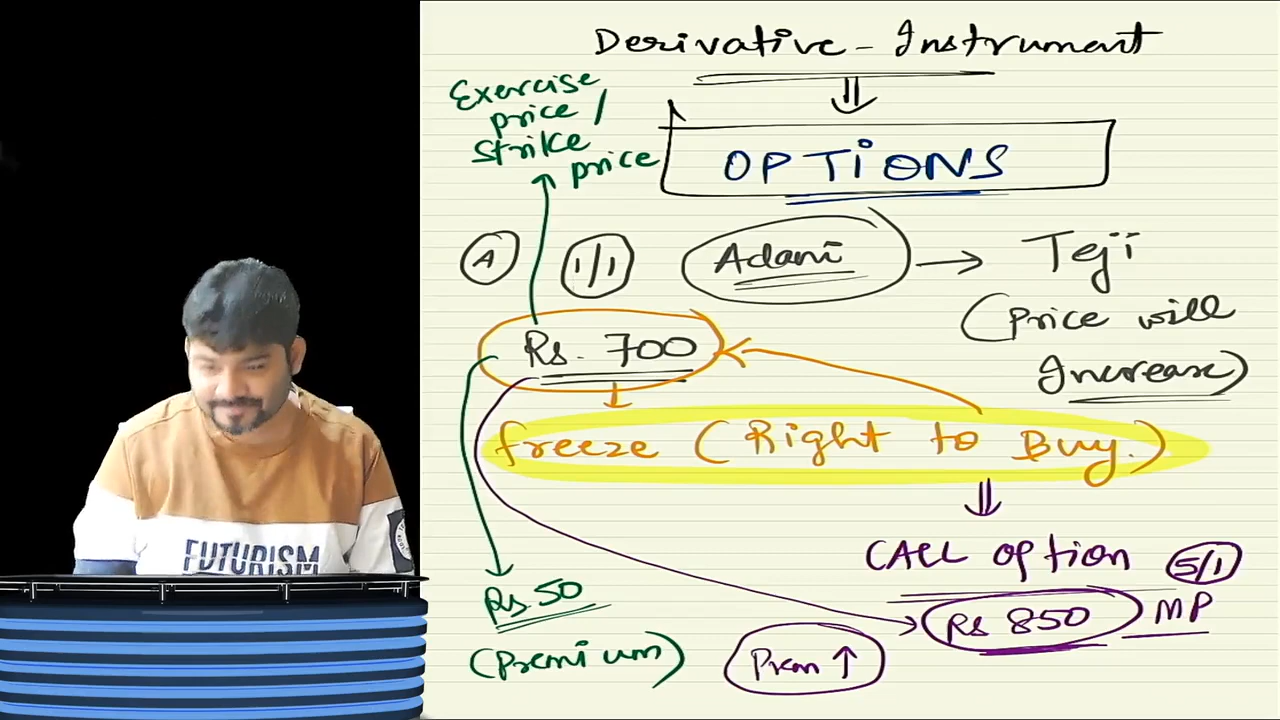 Derivative - Instrument
⇓
Exercise
price /
Strike
price
OPTIONS
A
1/1
Adani → Teji
(Price will
Increase)
Rs. 700
freeze (Right to Buy.)
⇓
CALL option
5/1
Rs 850 MP
Rs. 50
(Premium)
Prem ↑
FUTURISM